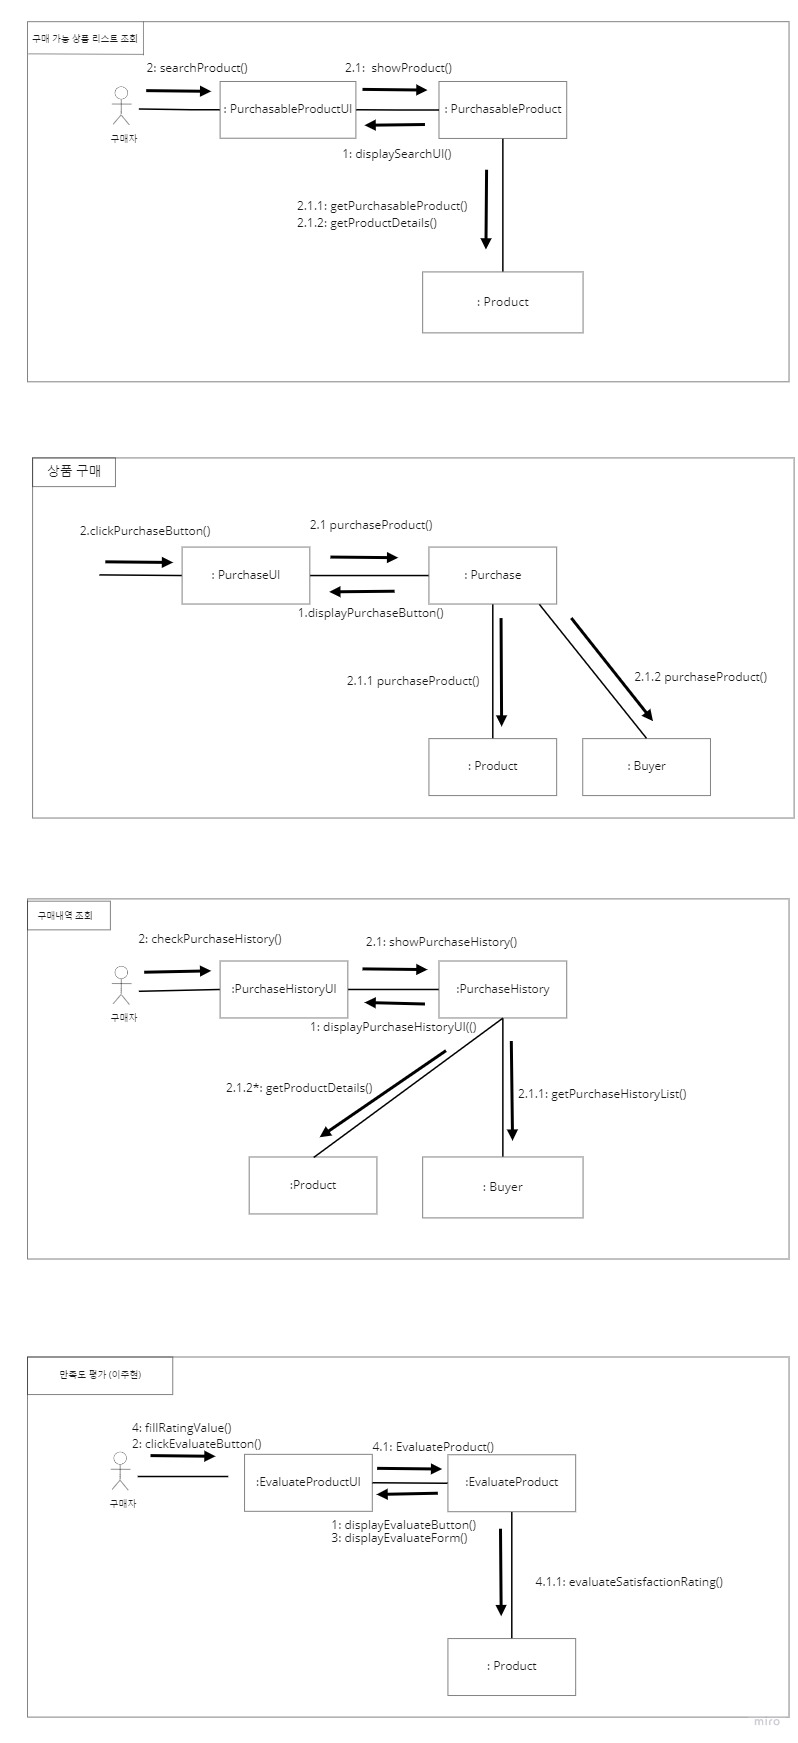 구매 가능 상품 리스트 조회
2: searchProduct()
2.1:  showProduct()
: PurchasableProductUI
: PurchasableProduct
구매자
1: displaySearchUI()
2.1.1: getPurchasableProduct()
2.1.2: getProductDetails()
: Product
상품 구매
2.clickPurchaseButton()
2.1 purchaseProduct()
: PurchaseUI
: Purchase
1.displayPurchaseButton()
2.1.1 purchaseProduct()
2.1.2 purchaseProduct()
: Product
: Buyer
구매내역 조회
2: checkPurchaseHistory()
2.1: showPurchaseHistory()
:PurchaseHistoryUI
:PurchaseHistory
구매자
1: displayPurchaseHistoryUI(()
2.1.2*: getProductDetails()
2.1.1: getPurchaseHistoryList()
:Product
: Buyer
만족도 평가 (이주현)
4: fillRatingValue()
2: clickEvaluateButton()
4.1: EvaluateProduct()
:EvaluateProductUI
:EvaluateProduct
구매자
1: displayEvaluateButton()
3: displayEvaluateForm()
4.1.1: evaluateSatisfactionRating()
: Product
miro